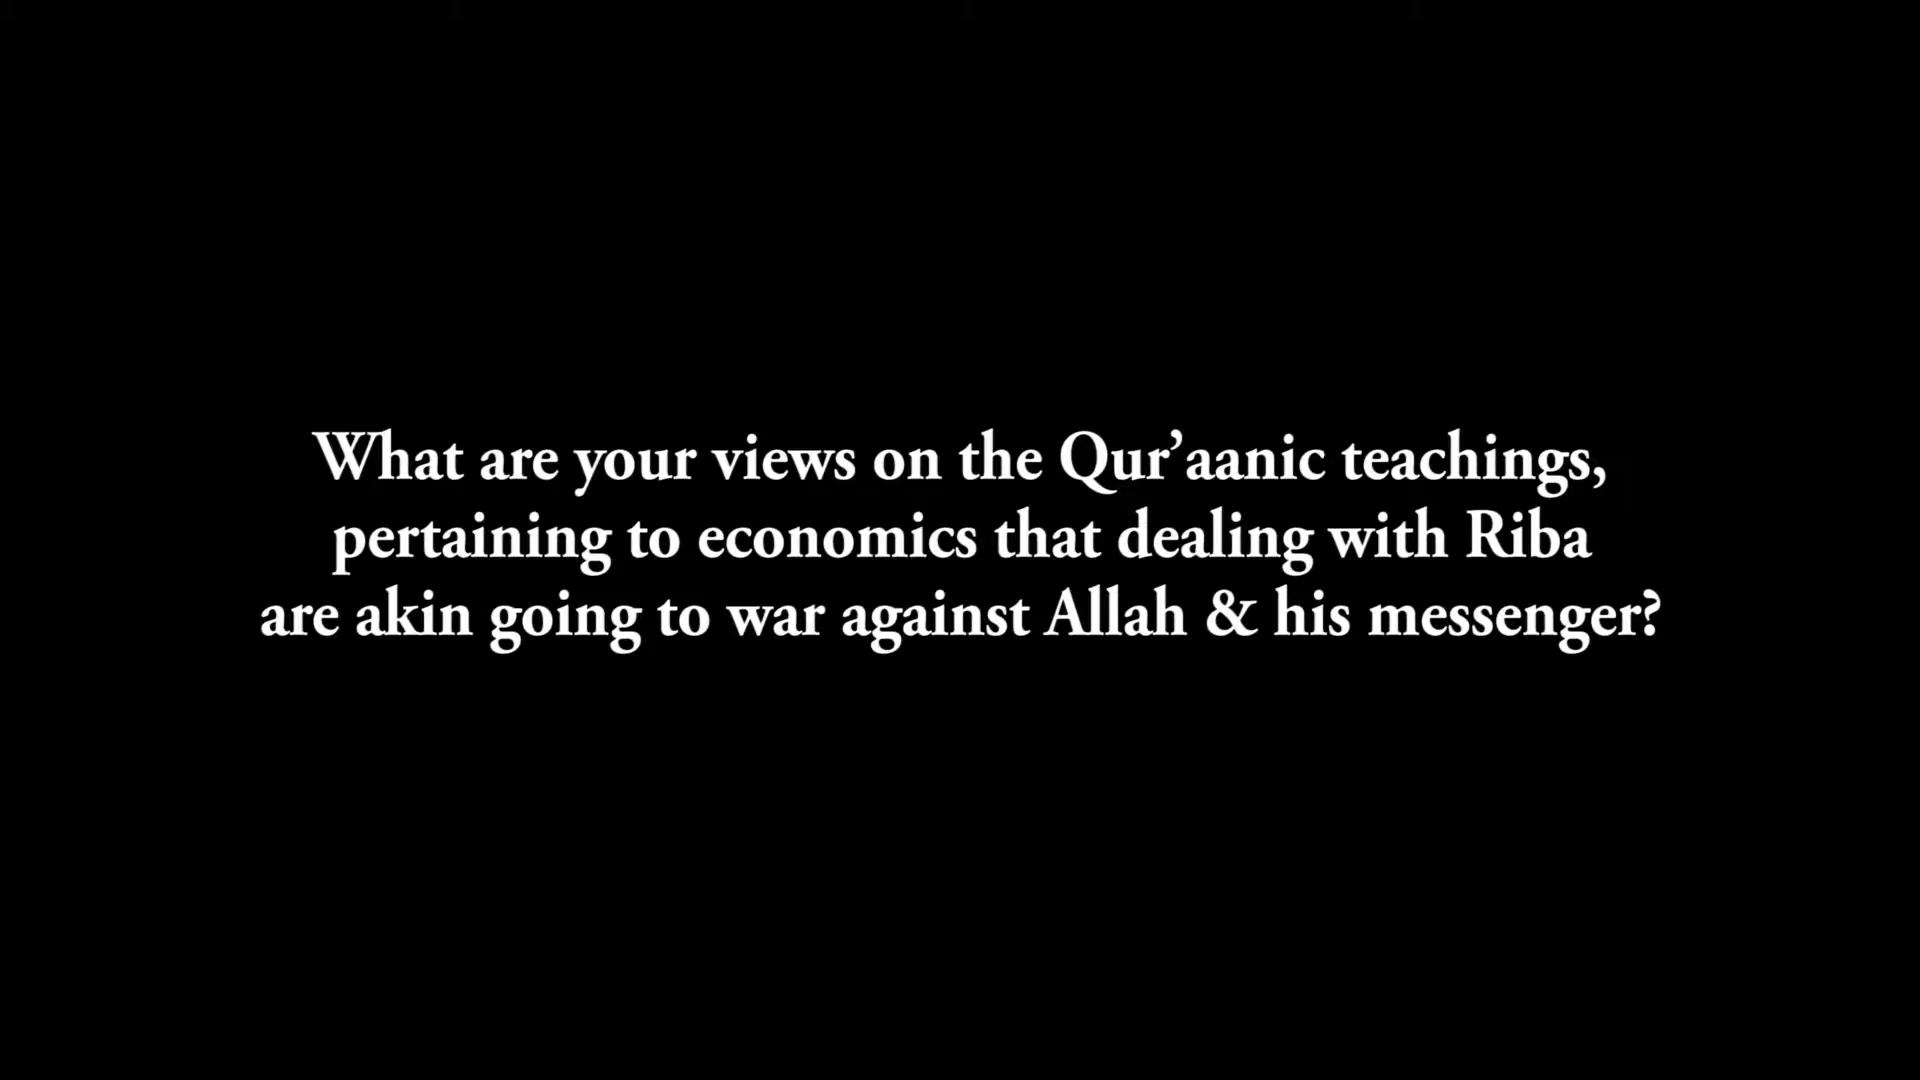 What are your views on the Qur’aanic teachings,
pertaining to economics that dealing with Riba
are akin going to war against Allah & his messenger?